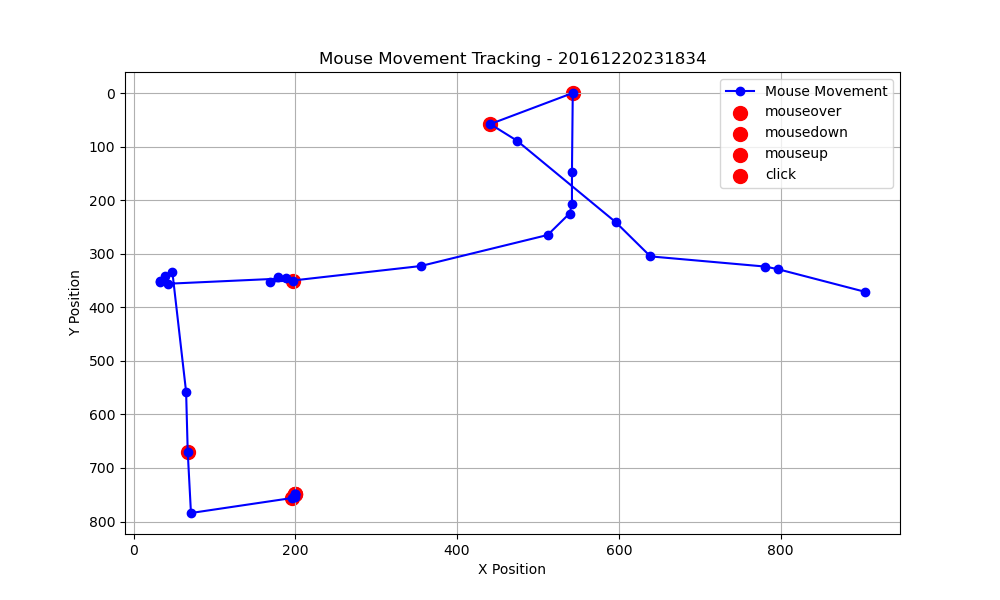 Mouse Movement Tracking - 20161220231834
Mouse Movement
mouseover
mousedown
mouseup
click
0
100
200
300
400
500
600
700
800
Y Position
0 200 400 600 800
X Position